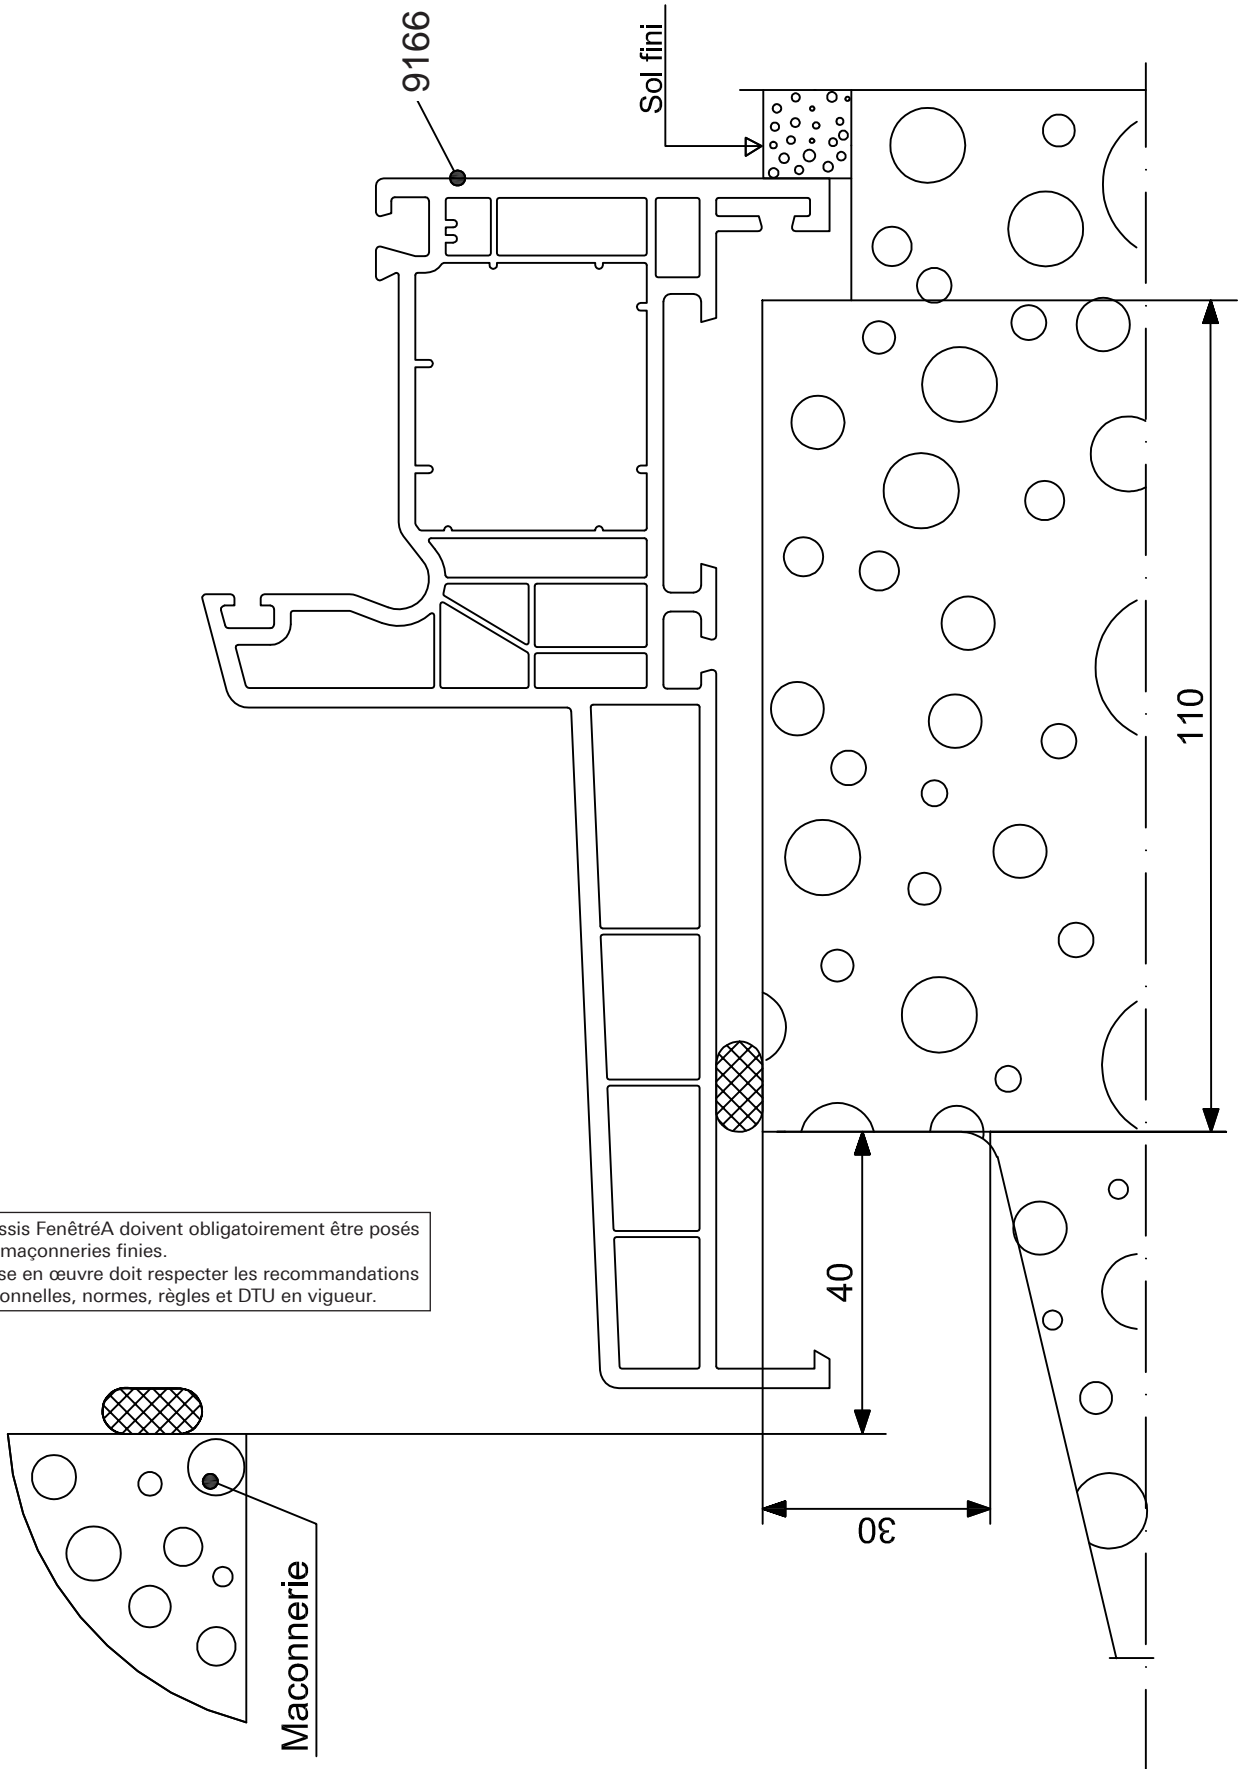 9166
Sol fini
110
40
30
ssis FenêtréA doivent obligatoirement être posés
maçonneries finies.
se en œuvre doit respecter les recommandations
onnelles, normes, règles et DTU en vigueur.
Maconnerie